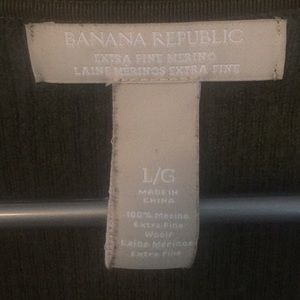 BANANA REPUBLIC
EXTRA FINE MERINO
LAINE MÉRINOS EXTRA FINE
L/G
MADE IN
CHINA
100% Merino
Extra Fine
Wool/
Laine Merinos
Extra Fine